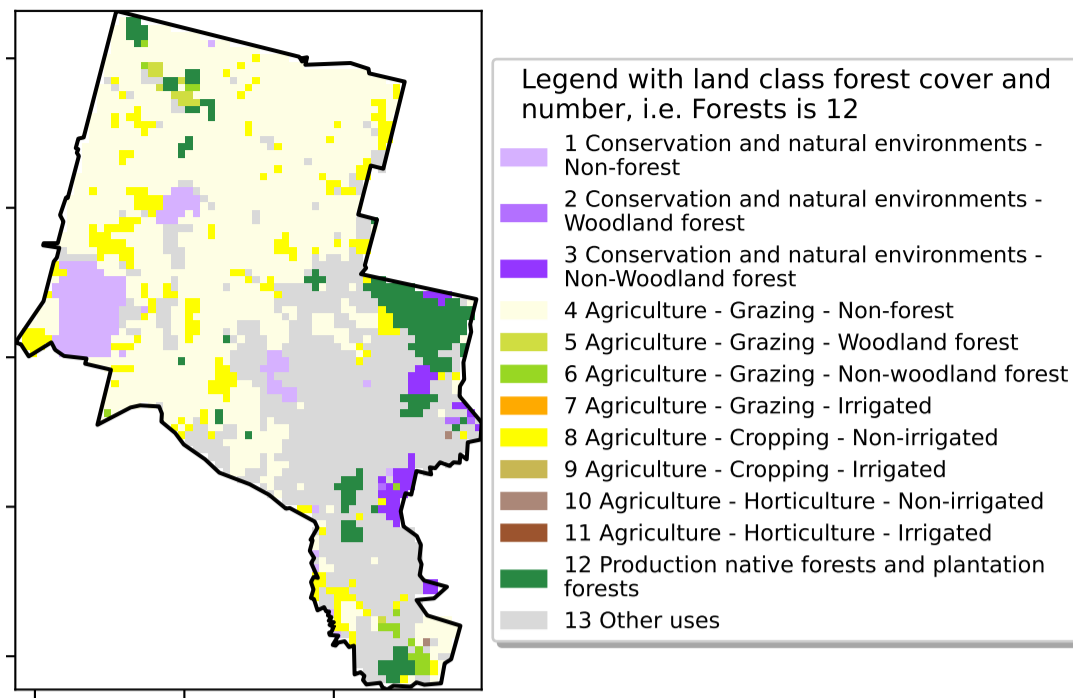 Legend with land class forest cover and
number, i.e. Forests is 12
1 Conservation and natural environments -
Non-forest
2 Conservation and natural environments -
Woodland forest
3 Conservation and natural environments -
Non-Woodland forest
4 Agriculture - Grazing - Non-forest
5 Agriculture - Grazing - Woodland forest
6 Agriculture - Grazing - Non-woodland forest
7 Agriculture - Grazing - Irrigated
8 Agriculture - Cropping - Non-irrigated
9 Agriculture - Cropping - Irrigated
10 Agriculture - Horticulture - Non-irrigated
11 Agriculture - Horticulture - Irrigated
12 Production native forests and plantation
forests
13 Other uses